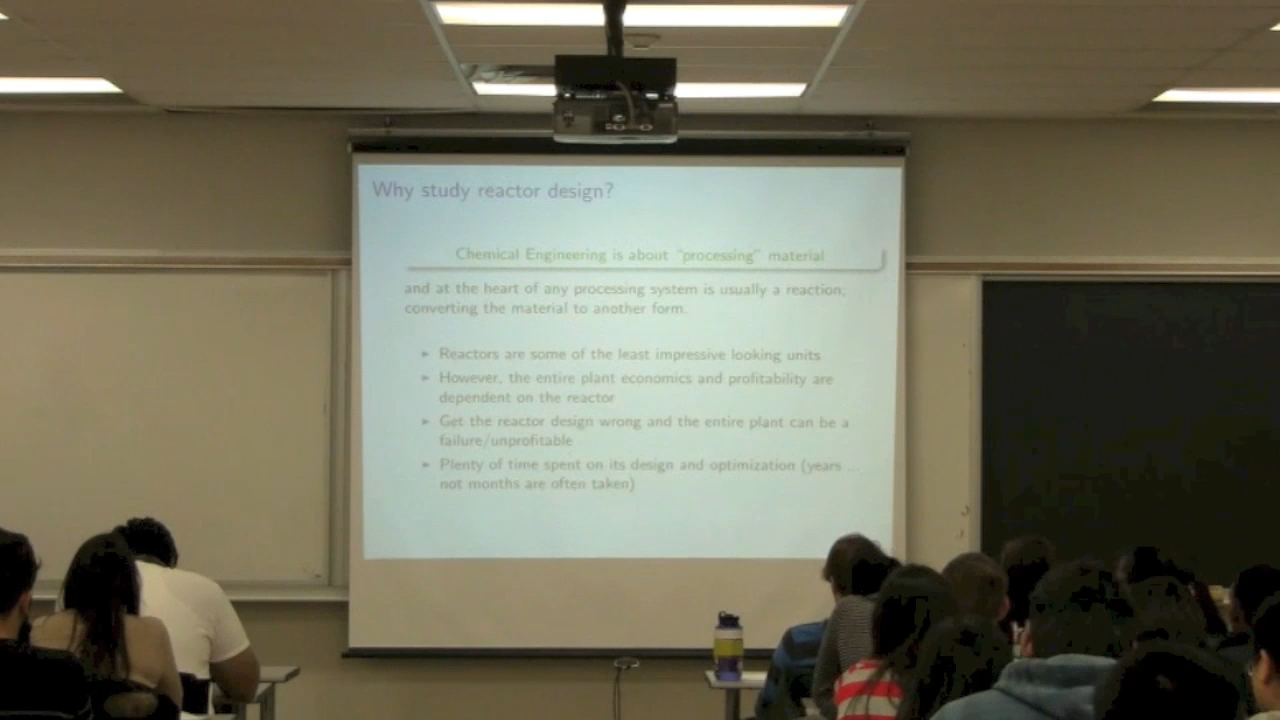 Why study reactor design?
Chemical Engineering is about "processing" material
and at the heart of any processing system is usually a reaction;
converting the material to another form.
► Reactors are some of the least impressive looking units
► However, the entire plant economics and profitability are
dependent on the reactor
► Get the reactor design wrong and the entire plant can be a
failure/unprofitable
► Plenty of time spent on its design and optimization (years ...
not months are often taken)